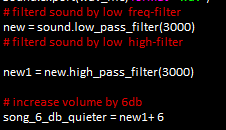 # filterd sound by low freq-filter
new = sound.low_pass_filter(3000)
# filterd sound by low high-filter
new1 = new.high_pass_filter(3000)
# Increase volume by 6db
song_6_db_quieter = new1+ 6